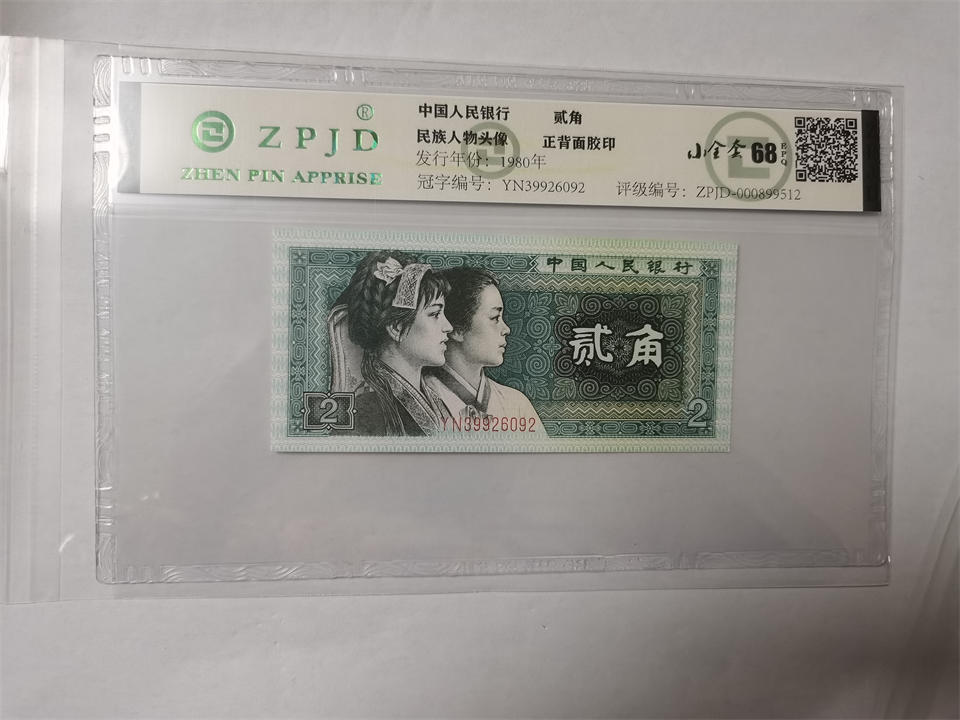 ZPJD®
ZHEN PIN APPRISE
中国人民银行 贰角
民族人物头像 正背面胶印
发行年份：1980年
冠字编号：YN39926092 评级编号：ZPJD-000899512
小全套 68 EPQ
中国人民银行
贰角
2
YN39926092
2